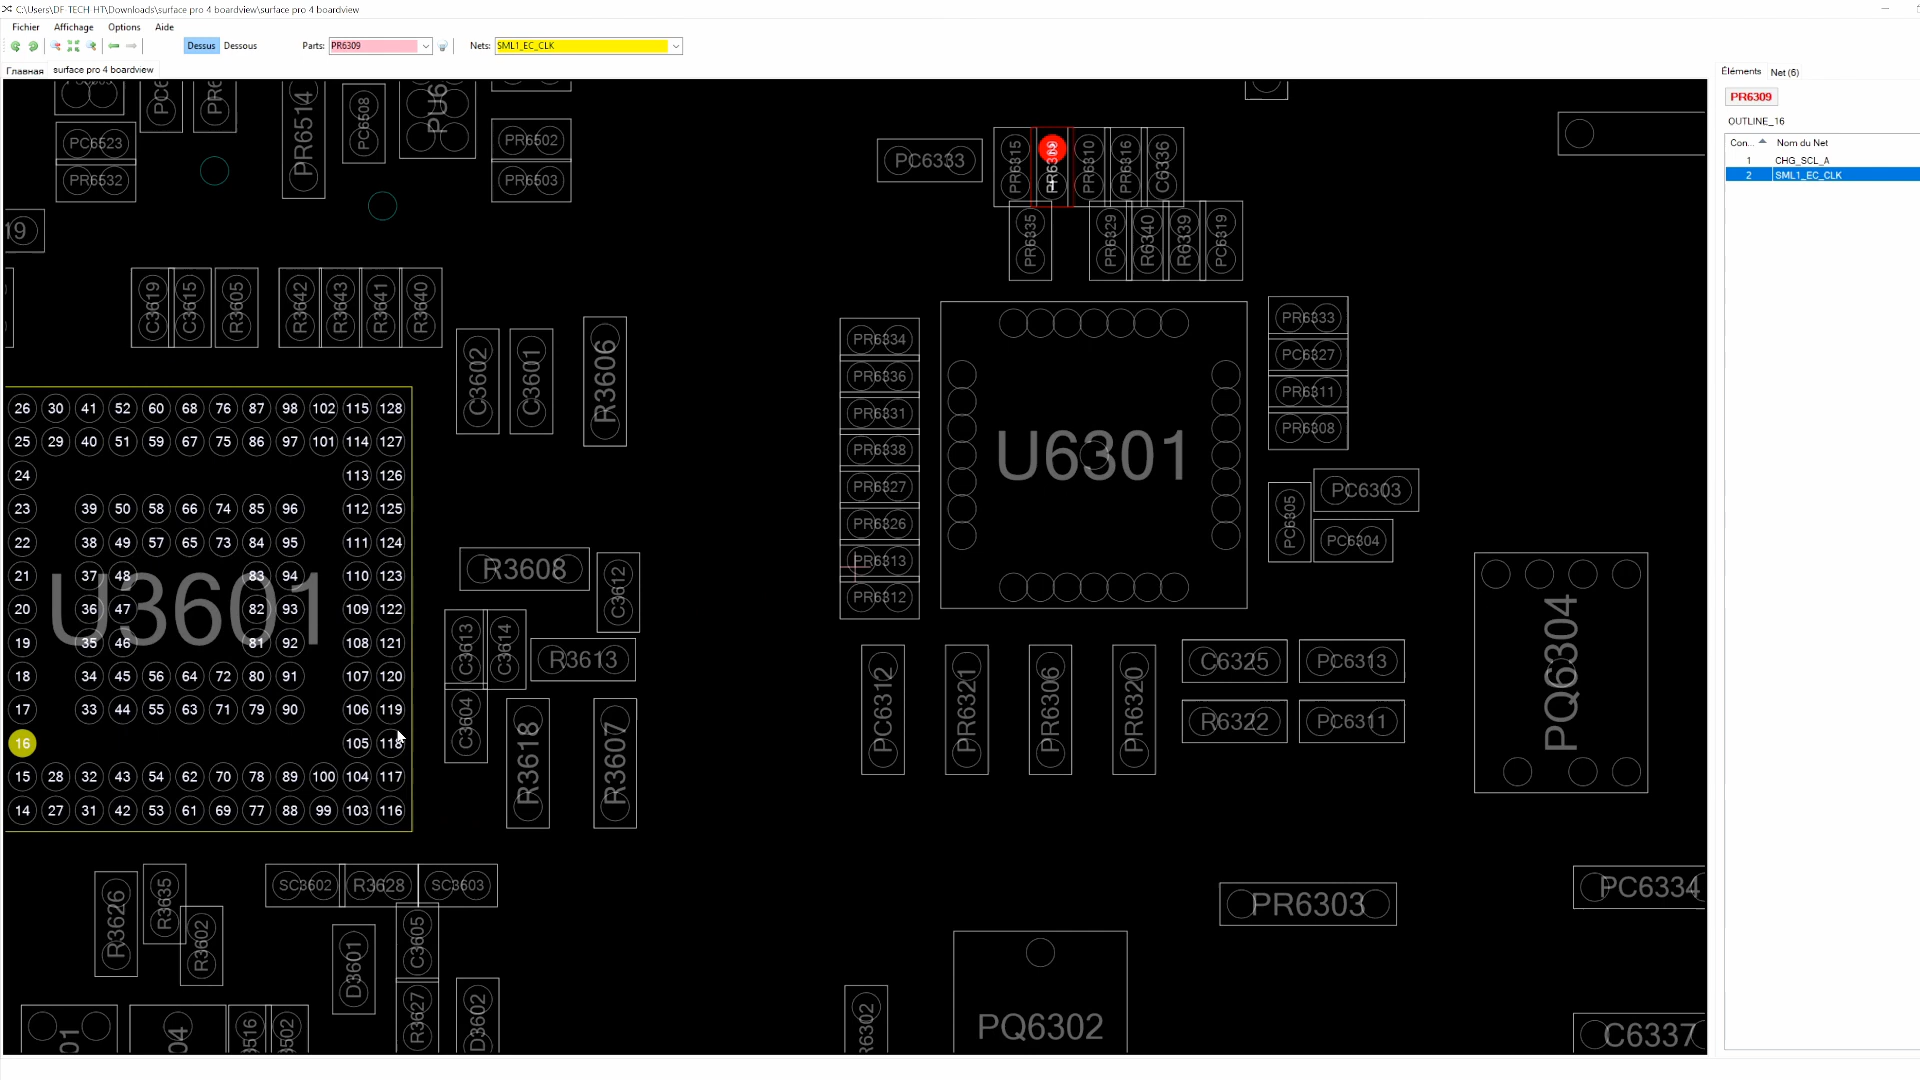 C:\Users\DF-TECH-HT\Downloads\surface pro 4 boardview\surface pro 4 boardview
Fichier Affichage Options Aide
Dessus Dessous Parts: PR6309 Nets: SML1_EC_CLK
Главная surface pro 4 boardview
Éléments Net (6)
PR6309
OUTLINE_16
Con... Nom du Net
1 CHG_SCL_A
2 SML1_EC_CLK
PR6514
PC6508
PC6523
PR6532
PR6502
PR6503
PC6333
PR6315
PR6309
PR6310
PR6316
C6336
PR6335
PR6329
R6340
R6339
PC6319
C3619
C3615
R3605
R3642
R3643
R3641
R3640
C3602
C3601
R3606
PR6334
PR6336
PR6331
PR6338
PR6327
PR6326
PR6313
PR6312
U6301
PR6333
PC6327
PR6311
PR6308
PC6303
PC6305
PC6304
26 30 41 52 60 68 76 87 98 102 115 128
25 29 40 51 59 67 75 86 97 101 114 127
24 113 126
23 39 50 58 66 74 85 96 112 125
22 38 49 57 65 73 84 95 111 124
21 37 48 83 94 110 123
U3601
20 36 47 82 93 109 122
19 35 46 81 92 108 121
18 34 45 56 64 72 80 91 107 120
17 33 44 55 63 71 79 90 106 119
16 105 118
15 28 32 43 54 62 70 78 89 100 104 117
14 27 31 42 53 61 69 77 88 99 103 116
R3608
C3612
C3613
C3614
R3613
C3604
R3618
R3607
PC6312
PR6321
PR6306
PR6320
C6325
PC6313
R6322
PC6311
PQ6304
R3626
R3635
R3602
SC3602
R3628
SC3603
D3601
C3605
R3627
D3602
PR6303
PC6334
PQ6302
C6337